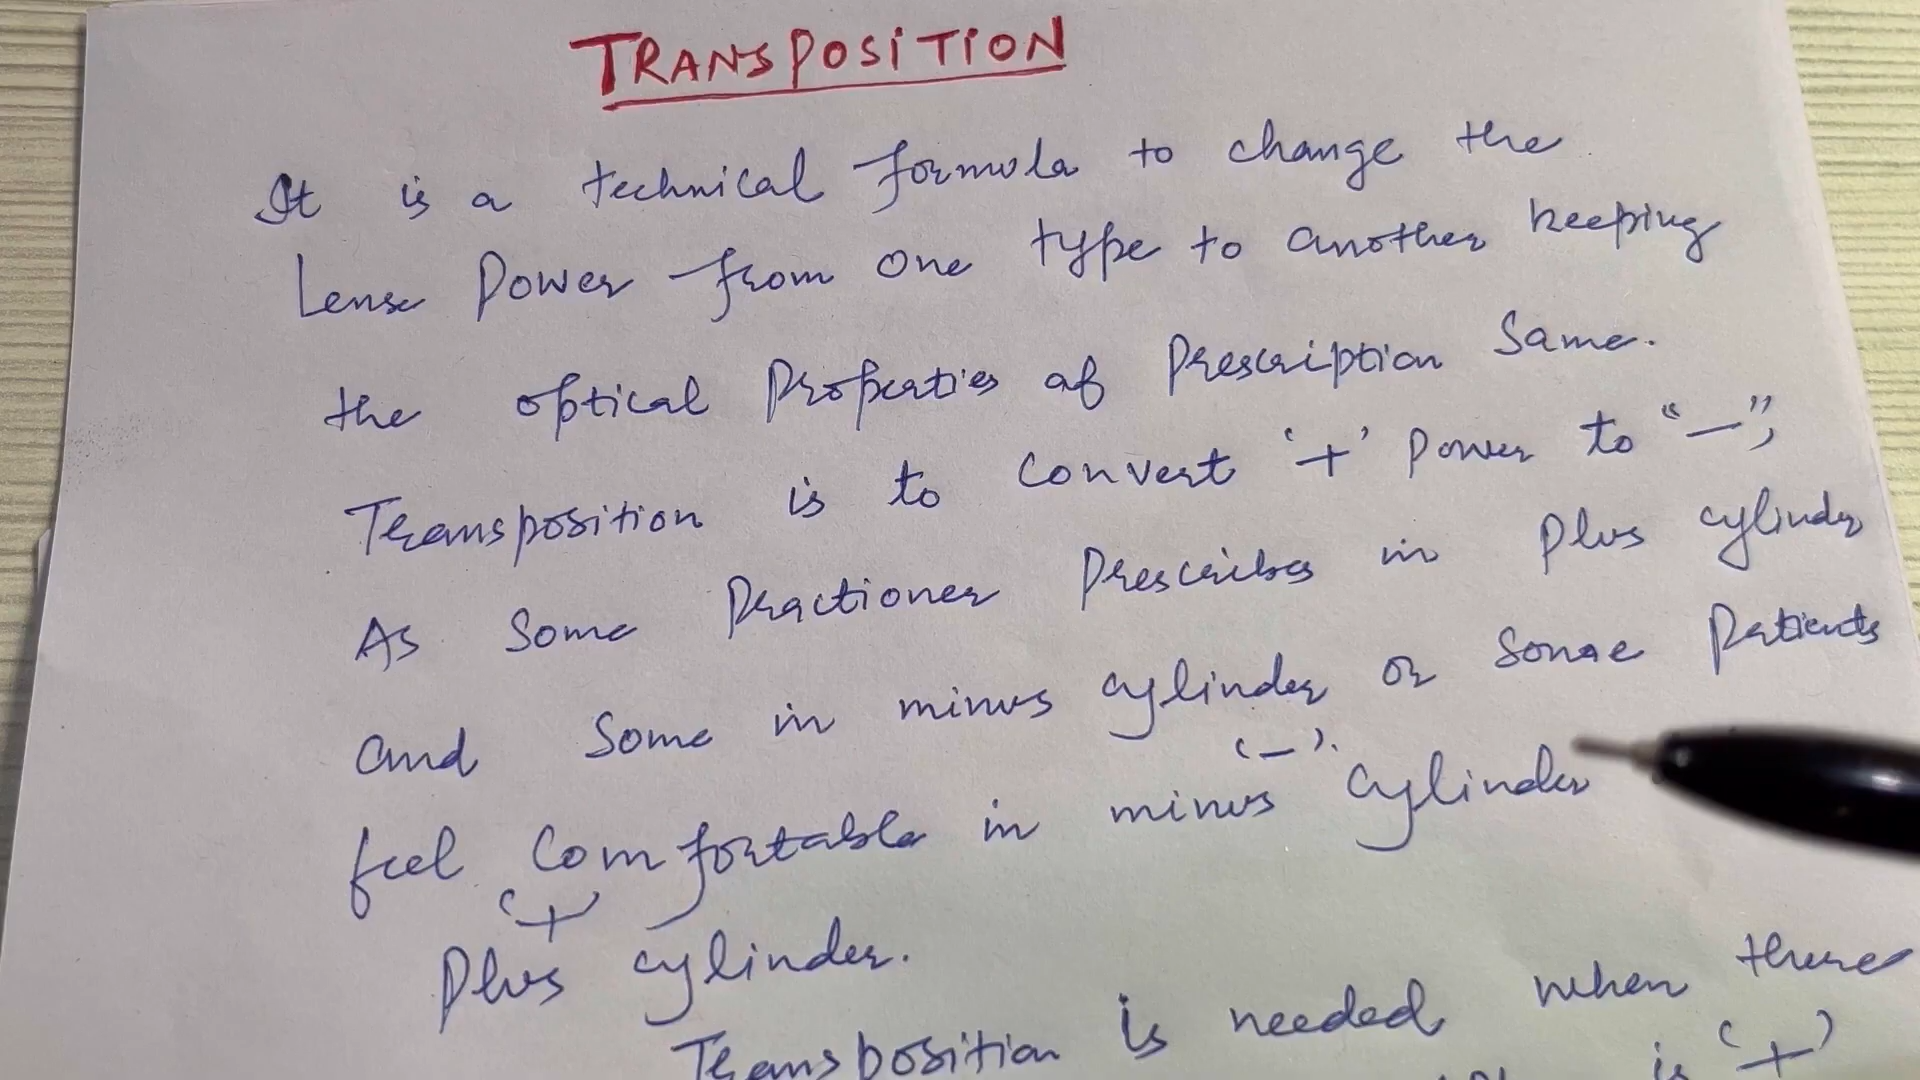 TRANSPOSITION
It is a technical formula to change the
Lense Power from one type to another keeping
the optical Properties of Prescription Same.
Transposition is to convert '+' Power to "—",
As Some Practioner Prescribes in Plus cylinder
and Some in minus cylinder or Some Patients
(-).
feel Comfortable in minus cylinder
(+)
Plus cylinder.
Transposition is needed when there
is (+)